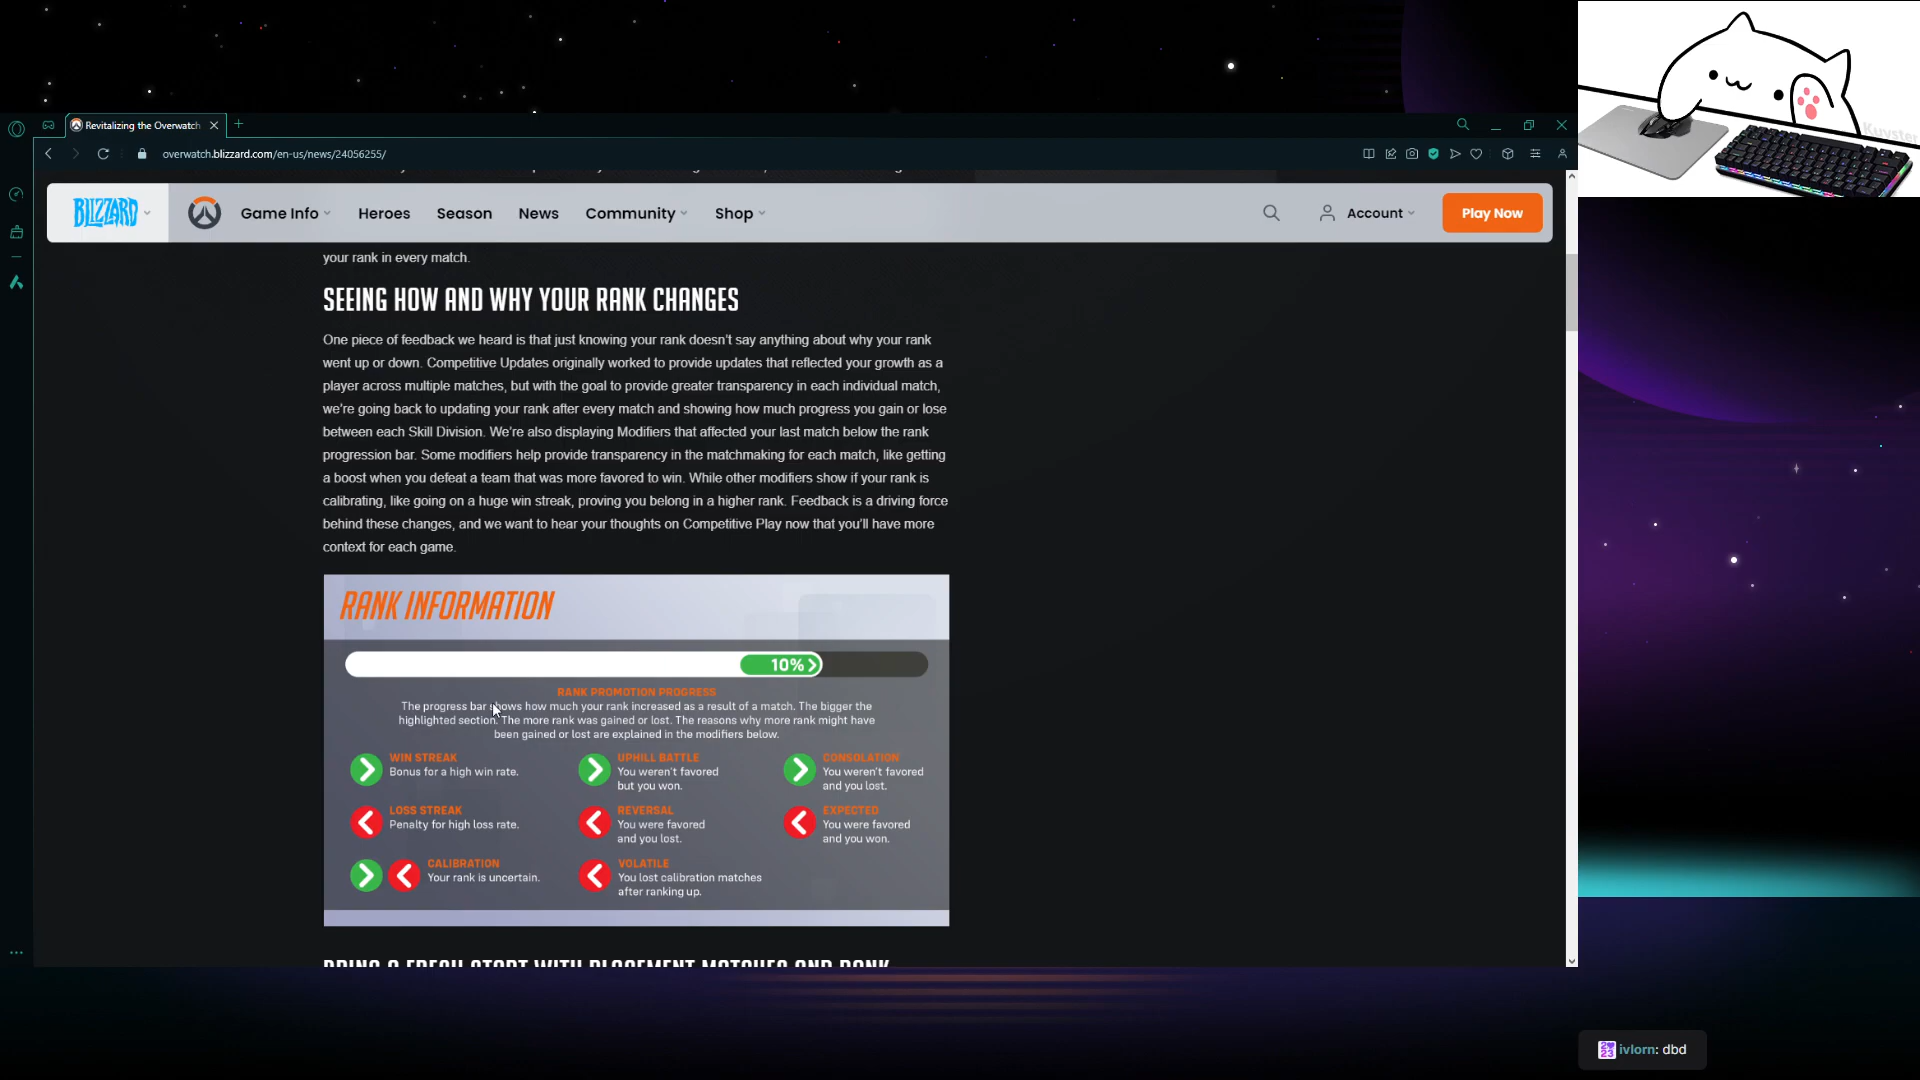 Kuvster
Revitalizing the Overwatch
overwatch.blizzard.com/en-us/news/24056255/
BLIZZARD
Game Info
Heroes
Season
News
Community
Shop
Account
Play Now
your rank in every match.
SEEING HOW AND WHY YOUR RANK CHANGES
One piece of feedback we heard is that just knowing your rank doesn't say anything about why your rank
went up or down. Competitive Updates originally worked to provide updates that reflected your growth as a
player across multiple matches, but with the goal to provide greater transparency in each individual match,
we're going back to updating your rank after every match and showing how much progress you gain or lose
between each Skill Division. We're also displaying Modifiers that affected your last match below the rank
progression bar. Some modifiers help provide transparency in the matchmaking for each match, like getting
a boost when you defeat a team that was more favored to win. While other modifiers show if your rank is
calibrating, like going on a huge win streak, proving you belong in a higher rank. Feedback is a driving force
behind these changes, and we want to hear your thoughts on Competitive Play now that you'll have more
context for each game.
RANK INFORMATION
10%
RANK PROMOTION PROGRESS
The progress bar shows how much your rank increased as a result of a match. The bigger the
highlighted section. The more rank was gained or lost. The reasons why more rank might have
been gained or lost are explained in the modifiers below.
WIN STREAK
Bonus for a high win rate.
UPHILL BATTLE
You weren't favored
but you won.
CONSOLATION
You weren't favored
and you lost.
LOSS STREAK
Penalty for high loss rate.
REVERSAL
You were favored
and you lost.
EXPECTED
You were favored
and you won.
CALIBRATION
Your rank is uncertain.
VOLATILE
You lost calibration matches
after ranking up.
BRING A FRESH START WITH PLACEMENT MATCHES AND RANK
ivlorn: dbd